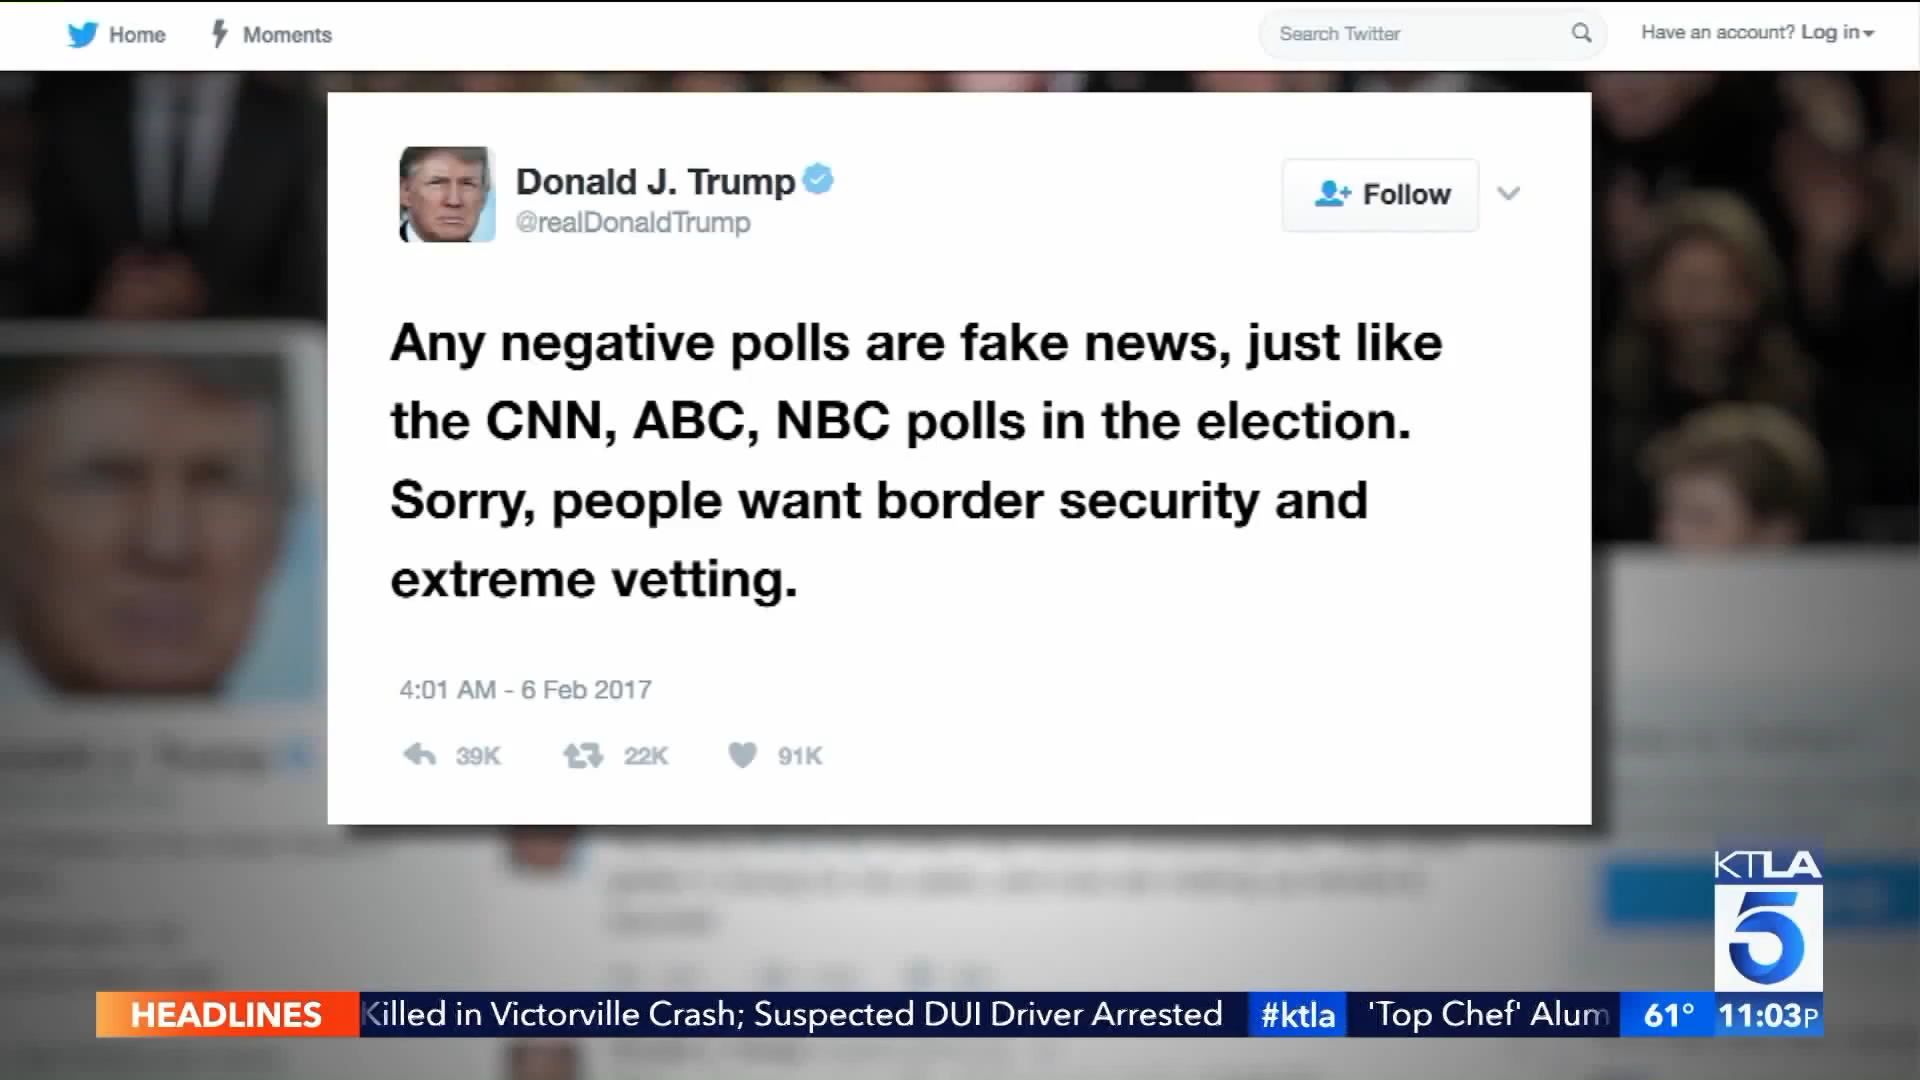 Home
Moments
Search Twitter
Have an account? Log in
Donald J. Trump
@realDonaldTrump
Follow
Any negative polls are fake news, just like
the CNN, ABC, NBC polls in the election.
Sorry, people want border security and
extreme vetting.
4:01 AM - 6 Feb 2017
39K
22K
91K
KTLA
5
HEADLINES
Killed in Victorville Crash; Suspected DUI Driver Arrested
#ktla
'Top Chef' Alum
61°
11:03P